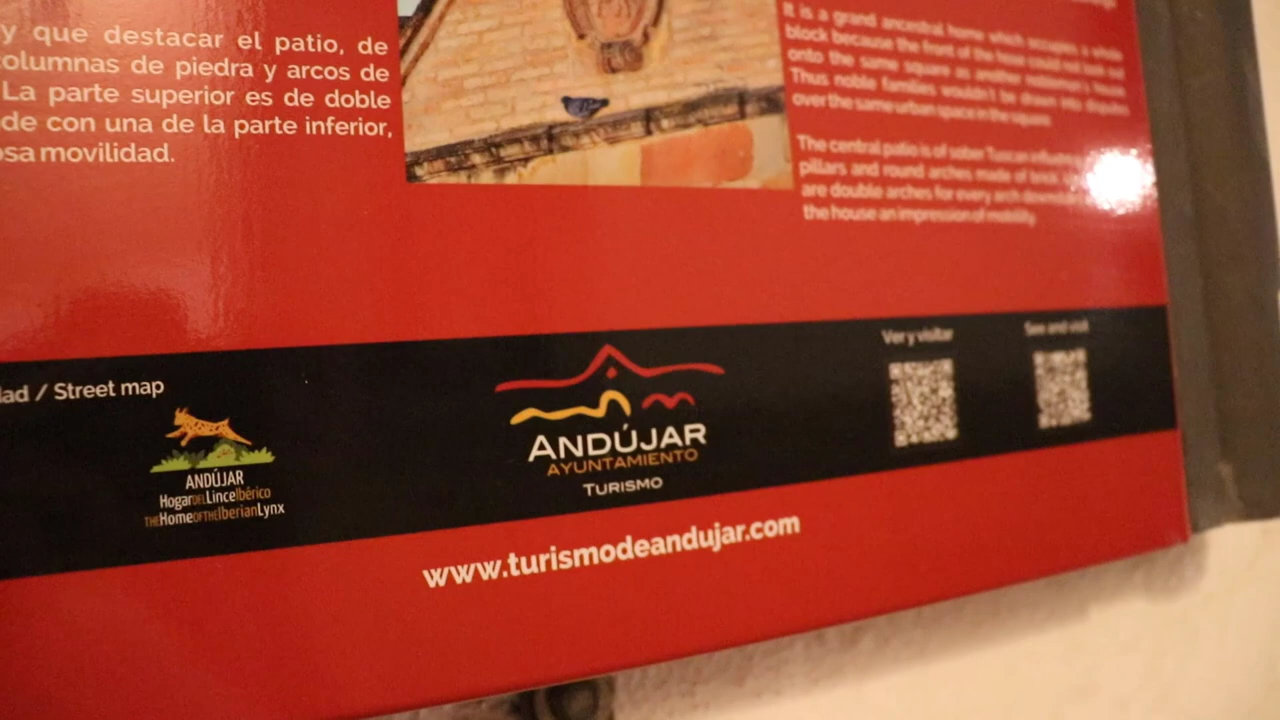 y que destacar el patio, de
columnas de piedra y arcos de
La parte superior es de doble
de con una de la parte inferior,
osa movilidad.
It is a grand ancestral home which occupies a whole
block because the front of the house could not look out
onto the same square as another nobleman's house
Thus noble families wouldn't be drawn into disputes
over the same urban space in the square
The central patio is of sober Tuscan
pillars and round arches made of brick
are double arches for every arch
the house an impression of mobility.
dad / Street map
ANDÚJAR
Hogar DEL Lince Ibérico
THE Home OF THE Iberian Lynx
ANDÚJAR
AYUNTAMIENTO
TURISMO
Ver y visitar
See and visit
www.turismodeandujar.com